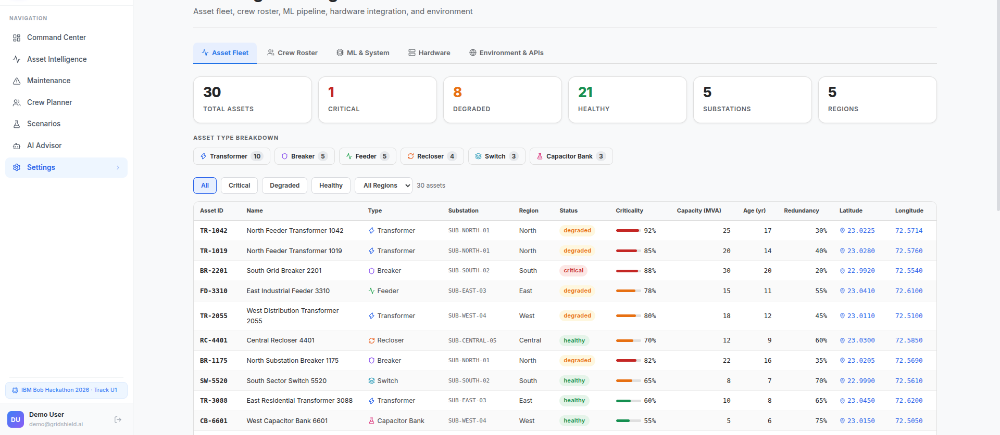 Asset fleet, crew roster, ML pipeline, hardware integration, and environment
NAVIGATION
Command Center
Asset Intelligence
Maintenance
Crew Planner
Scenarios
AI Advisor
Settings
IBM Bob Hackathon 2026 · Track U1
DU
Demo User
demo@gridshield.ai
Asset Fleet
Crew Roster
ML & System
Hardware
Environment & APIs
30
TOTAL ASSETS
1
CRITICAL
8
DEGRADED
21
HEALTHY
5
SUBSTATIONS
5
REGIONS
ASSET TYPE BREAKDOWN
Transformer 10
Breaker 5
Feeder 5
Recloser 4
Switch 3
Capacitor Bank 3
All
Critical
Degraded
Healthy
All Regions
30 assets
Asset ID Name Type Substation Region Status Criticality Capacity (MVA) Age (yr) Redundancy Latitude Longitude
TR-1042 North Feeder Transformer 1042 Transformer SUB-NORTH-01 North degraded 92% 25 17 30% 23.0225 72.5714
TR-1019 North Feeder Transformer 1019 Transformer SUB-NORTH-01 North degraded 85% 20 14 40% 23.0280 72.5760
BR-2201 South Grid Breaker 2201 Breaker SUB-SOUTH-02 South critical 88% 30 20 20% 22.9920 72.5540
FD-3310 East Industrial Feeder 3310 Feeder SUB-EAST-03 East degraded 78% 15 11 55% 23.0410 72.6100
TR-2055 West Distribution Transformer
2055 Transformer SUB-WEST-04 West degraded 80% 18 12 45% 23.0110 72.5100
RC-4401 Central Recloser 4401 Recloser SUB-CENTRAL-05 Central healthy 70% 12 9 60% 23.0300 72.5850
BR-1175 North Substation Breaker 1175 Breaker SUB-NORTH-01 North degraded 82% 22 16 35% 23.0205 72.5690
SW-5520 South Sector Switch 5520 Switch SUB-SOUTH-02 South healthy 65% 8 7 70% 22.9990 72.5610
TR-3088 East Residential Transformer 3088 Transformer SUB-EAST-03 East healthy 60% 10 8 65% 23.0450 72.6200
CB-6601 West Capacitor Bank 6601 Capacitor Bank SUB-WEST-04 West healthy 55% 5 6 75% 23.0150 72.5050